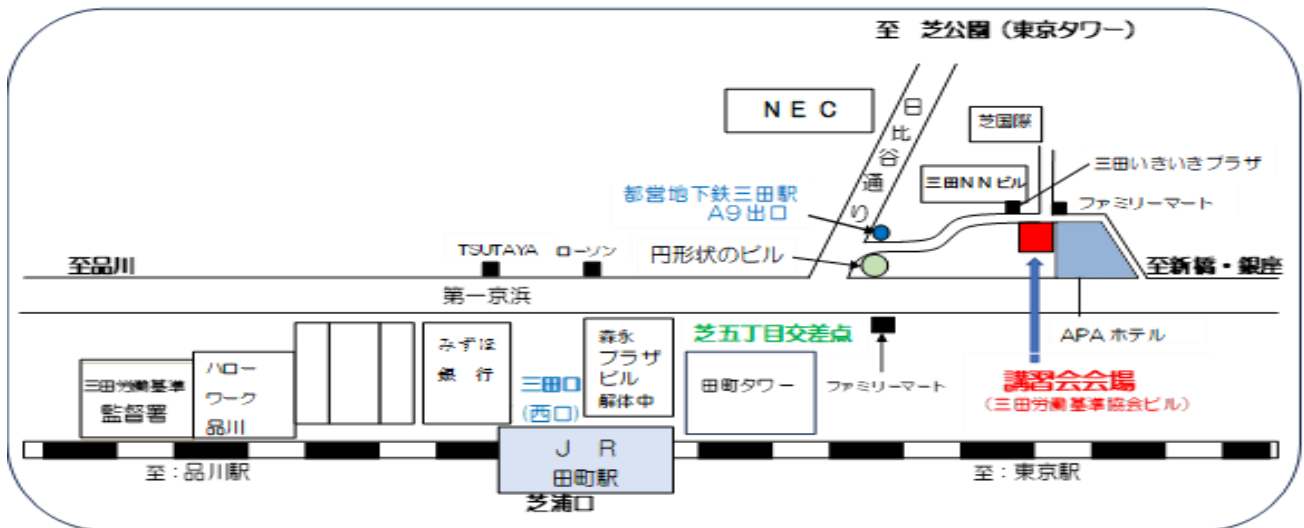 至 芝公園（東京タワー）
NEC
日比谷通り
芝国際
三田NNビル
三田いきいきプラザ
ファミリーマート
都営地下鉄三田駅
A9出口
円形状のビル
TSUTAYA
ローソン
至品川
至新橋・銀座
第一京浜
APAホテル
芝五丁目交差点
講習会会場
（三田労働基準協会ビル）
三田労働基準
監督署
ハロー
ワーク
品川
みずほ
銀行
三田口
(西口)
森永
プラザ
ビル
解体中
田町タワー
ファミリーマート
JR
田町駅
芝浦口
至：品川駅
至：東京駅